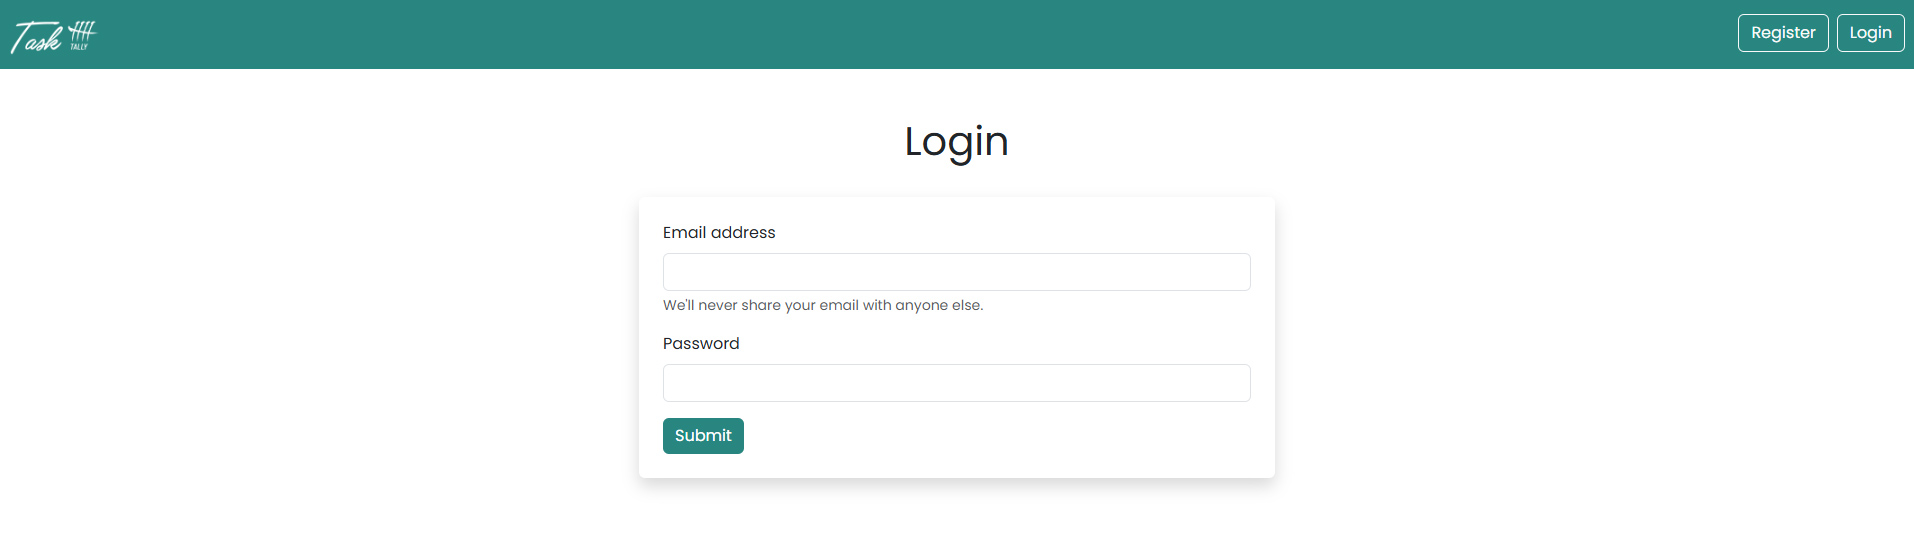 Task TALLY
Register Login
Login
Email address
We'll never share your email with anyone else.
Password
Submit